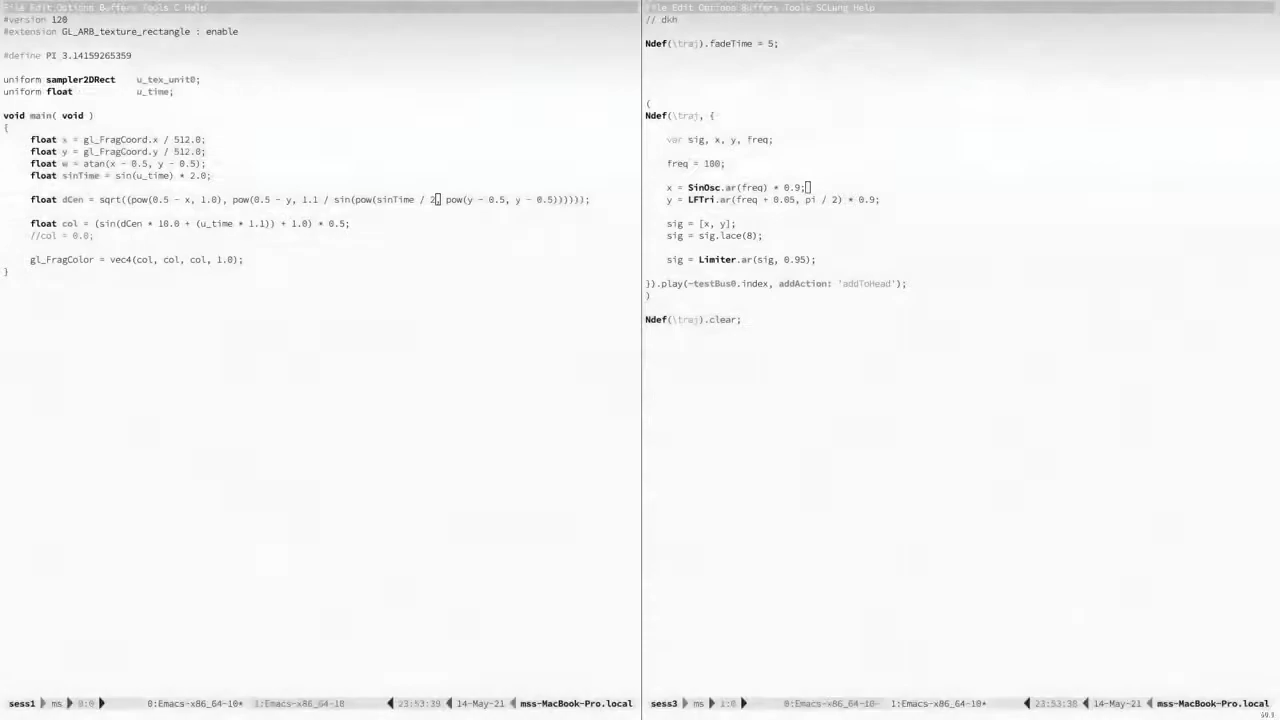 File Edit Options Buffers Tools C Help
#version 120
#extension GL_ARB_texture_rectangle : enable
#define PI 3.14159265359
uniform sampler2DRect u_tex_unit0;
uniform float u_time;
void main( void )
{
float x = gl_FragCoord.x / 512.0;
float y = gl_FragCoord.y / 512.0;
float w = atan(x - 0.5, y - 0.5);
float sinTime = sin(u_time) * 2.0;
float dCen = sqrt((pow(0.5 - x, 1.0), pow(0.5 - y, 1.1 / sin(pow(sinTime / 2, pow(y - 0.5, y - 0.5))))));
float col = (sin(dCen * 10.0 + (u_time * 1.1)) + 1.0) * 0.5;
//col = 0.0;
gl_FragColor = vec4(col, col, col, 1.0);
}
sess1 ms 0:0 0:Emacs-x86_64-10* 1:Emacs-x86_64-10 23:53:39 14-May-21 mss-MacBook-Pro.local
File Edit Options Buffers Tools SCLang Help
// dkh
Ndef(\traj).fadeTime = 5;
(
Ndef(\traj, {
var sig, x, y, freq;
freq = 100;
x = SinOsc.ar(freq) * 0.9;
y = LFTri.ar(freq + 0.05, pi / 2) * 0.9;
sig = [x, y];
sig = sig.lace(8);
sig = Limiter.ar(sig, 0.95);
}).play(~testBus0.index, addAction: 'addToHead');
)
Ndef(\traj).clear;
sess3 ms 1:0 0:Emacs-x86_64-10- 1:Emacs-x86_64-10* 23:53:38 14-May-21 mss-MacBook-Pro.local